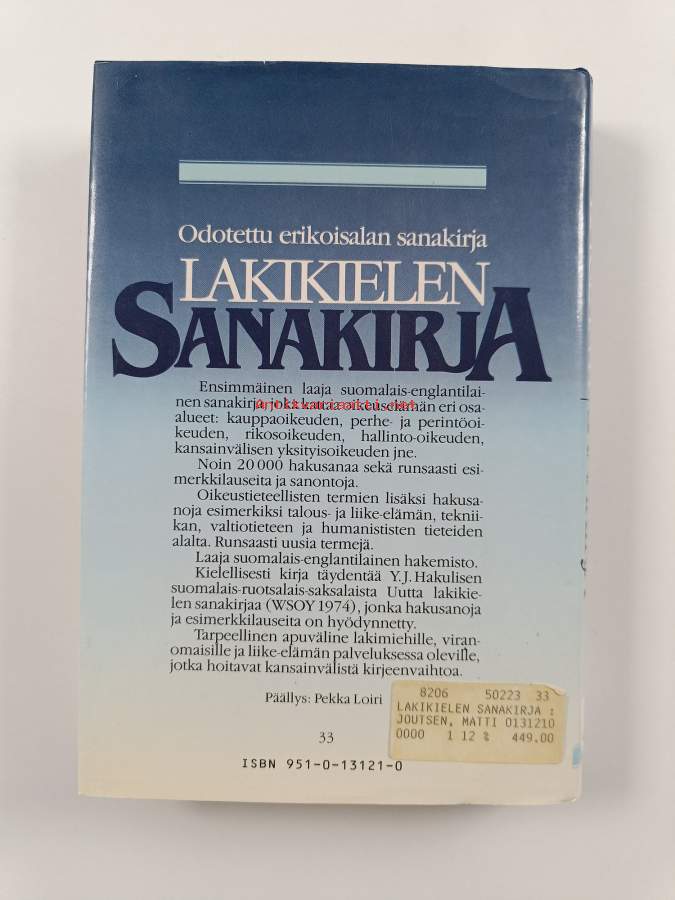 Odotettu erikoisalan sanakirja
LAKIKIELEN
SANAKIRJA
Ensimmäinen laaja suomalais-englantilai-
nen sanakirja, joka kattaa oikeuselämän eri osa-
alueet: kauppaoikeuden, perhe- ja perintöoi-
keuden, rikosoikeuden, hallinto-oikeuden,
kansainvälisen yksityisoikeuden jne.
Noin 20 000 hakusanaa sekä runsaasti esi-
merkkilauseita ja sanontoja.
Oikeustieteellisten termien lisäksi hakusa-
noja esimerkiksi talous- ja liike-elämän, teknii-
kan, valtiotieteen ja humanististen tieteiden
alalta. Runsaasti uusia termejä.
Laaja suomalais-englantilainen hakemisto.
Kielellisesti kirja täydentää Y. J. Hakulisen
suomalais-ruotsalais-saksalaista Uutta lakikie-
len sanakirjaa (WSOY 1974), jonka hakusanoja
ja esimerkkilauseita on hyödynnetty.
Tarpeellinen apuväline lakimiehille, viran-
omaisille ja liike-elämän palveluksessa oleville,
jotka hoitavat kansainvälistä kirjeenvaihtoa.
Päällys: Pekka Loiri
8206 50223 33
LAKIKIELEN SANAKIRJA :
JOUTSEN, MATTI 0131210
0000 1 12 % 449.00
33
ISBN 951-0-13121-0